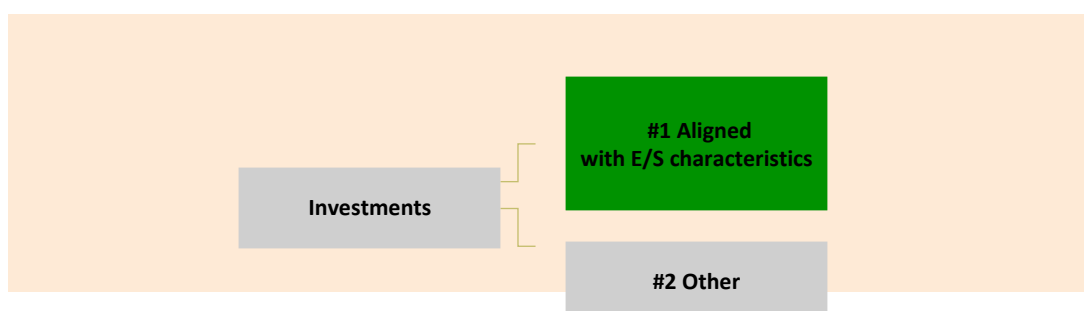 #1 Aligned
with E/S characteristics
Investments
#2 Other